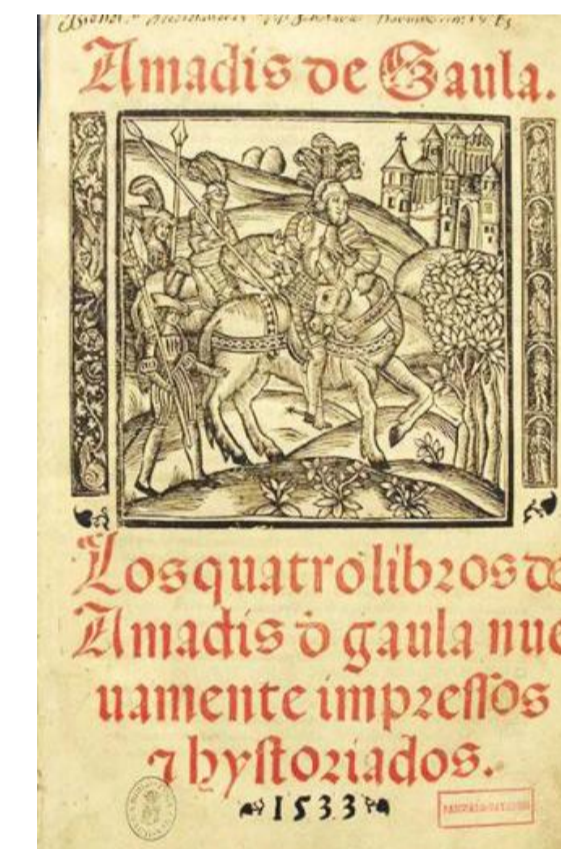 Amadis de Gaula.
Los quatro libros de
Amadis d̄ gaula nue
uamente impressos
⁊ hystoriados.
1533